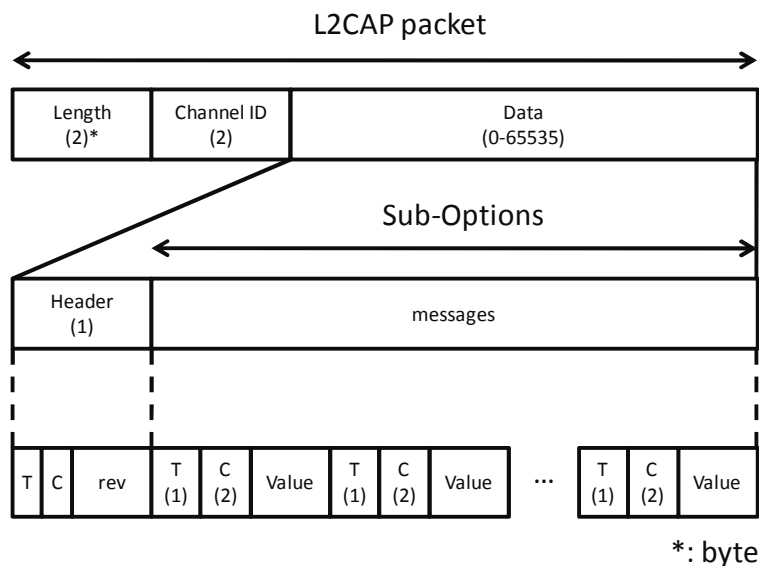 L2CAP packet
Length
(2)*
Channel ID
(2)
Data
(0-65535)
Sub-Options
Header
(1)
messages
T C rev T C Value T C Value ... T C Value
(1) (2) (1) (2) (1) (2)
*: byte